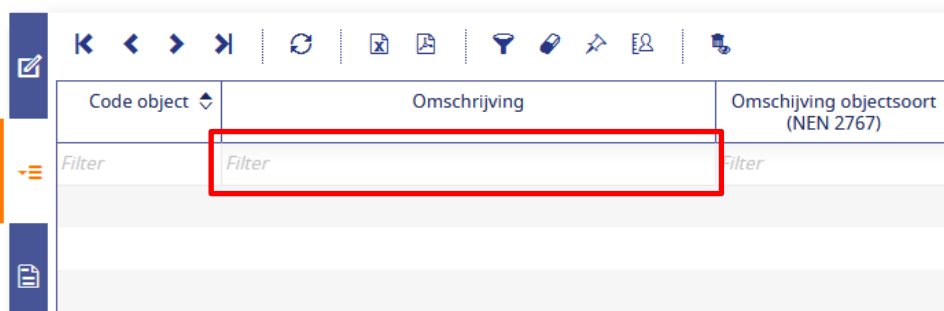 Code object
Omschrijving
Omschijving objectsoort
(NEN 2767)
Filter
Filter
Filter